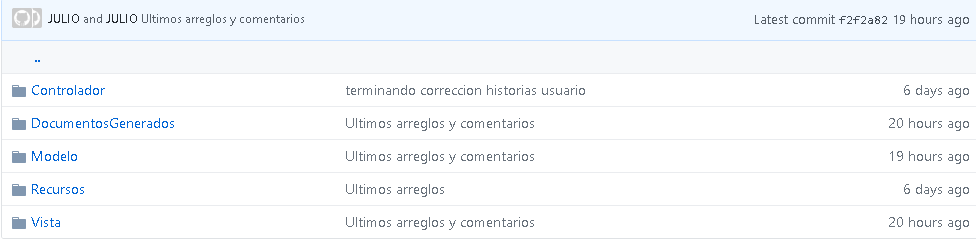 JULIO and JULIO Ultimos arreglos y comentarios Latest commit f2f2a82 19 hours ago
..
Controlador terminando correccion historias usuario 6 days ago
DocumentosGenerados Ultimos arreglos y comentarios 20 hours ago
Modelo Ultimos arreglos y comentarios 19 hours ago
Recursos Ultimos arreglos 6 days ago
Vista Ultimos arreglos y comentarios 20 hours ago